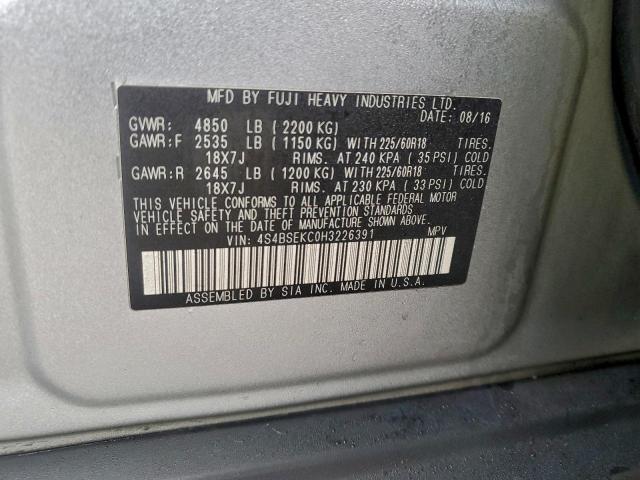 MFD BY FUJI HEAVY INDUSTRIES LTD.
DATE: 08/16
GVWR: 4850 LB ( 2200 KG)
GAWR: F 2535 LB ( 1150 KG) WITH 225/60R18 TIRES.
18X7J RIMS. AT 240 KPA ( 35 PSI) COLD
GAWR: R 2645 LB ( 1200 KG) WITH 225/60R18 TIRES.
18X7J RIMS. AT 230 KPA ( 33 PSI) COLD
THIS VEHICLE CONFORMS TO ALL APPLICABLE FEDERAL MOTOR
VEHICLE SAFETY AND THEFT PREVENTION STANDARDS
IN EFFECT ON THE DATE OF MANUFACTURE SHOWN ABOVE.
VIN: 4S4BSEKC0H3226391 MPV
ASSEMBLED BY SIA INC. MADE IN U.S.A.